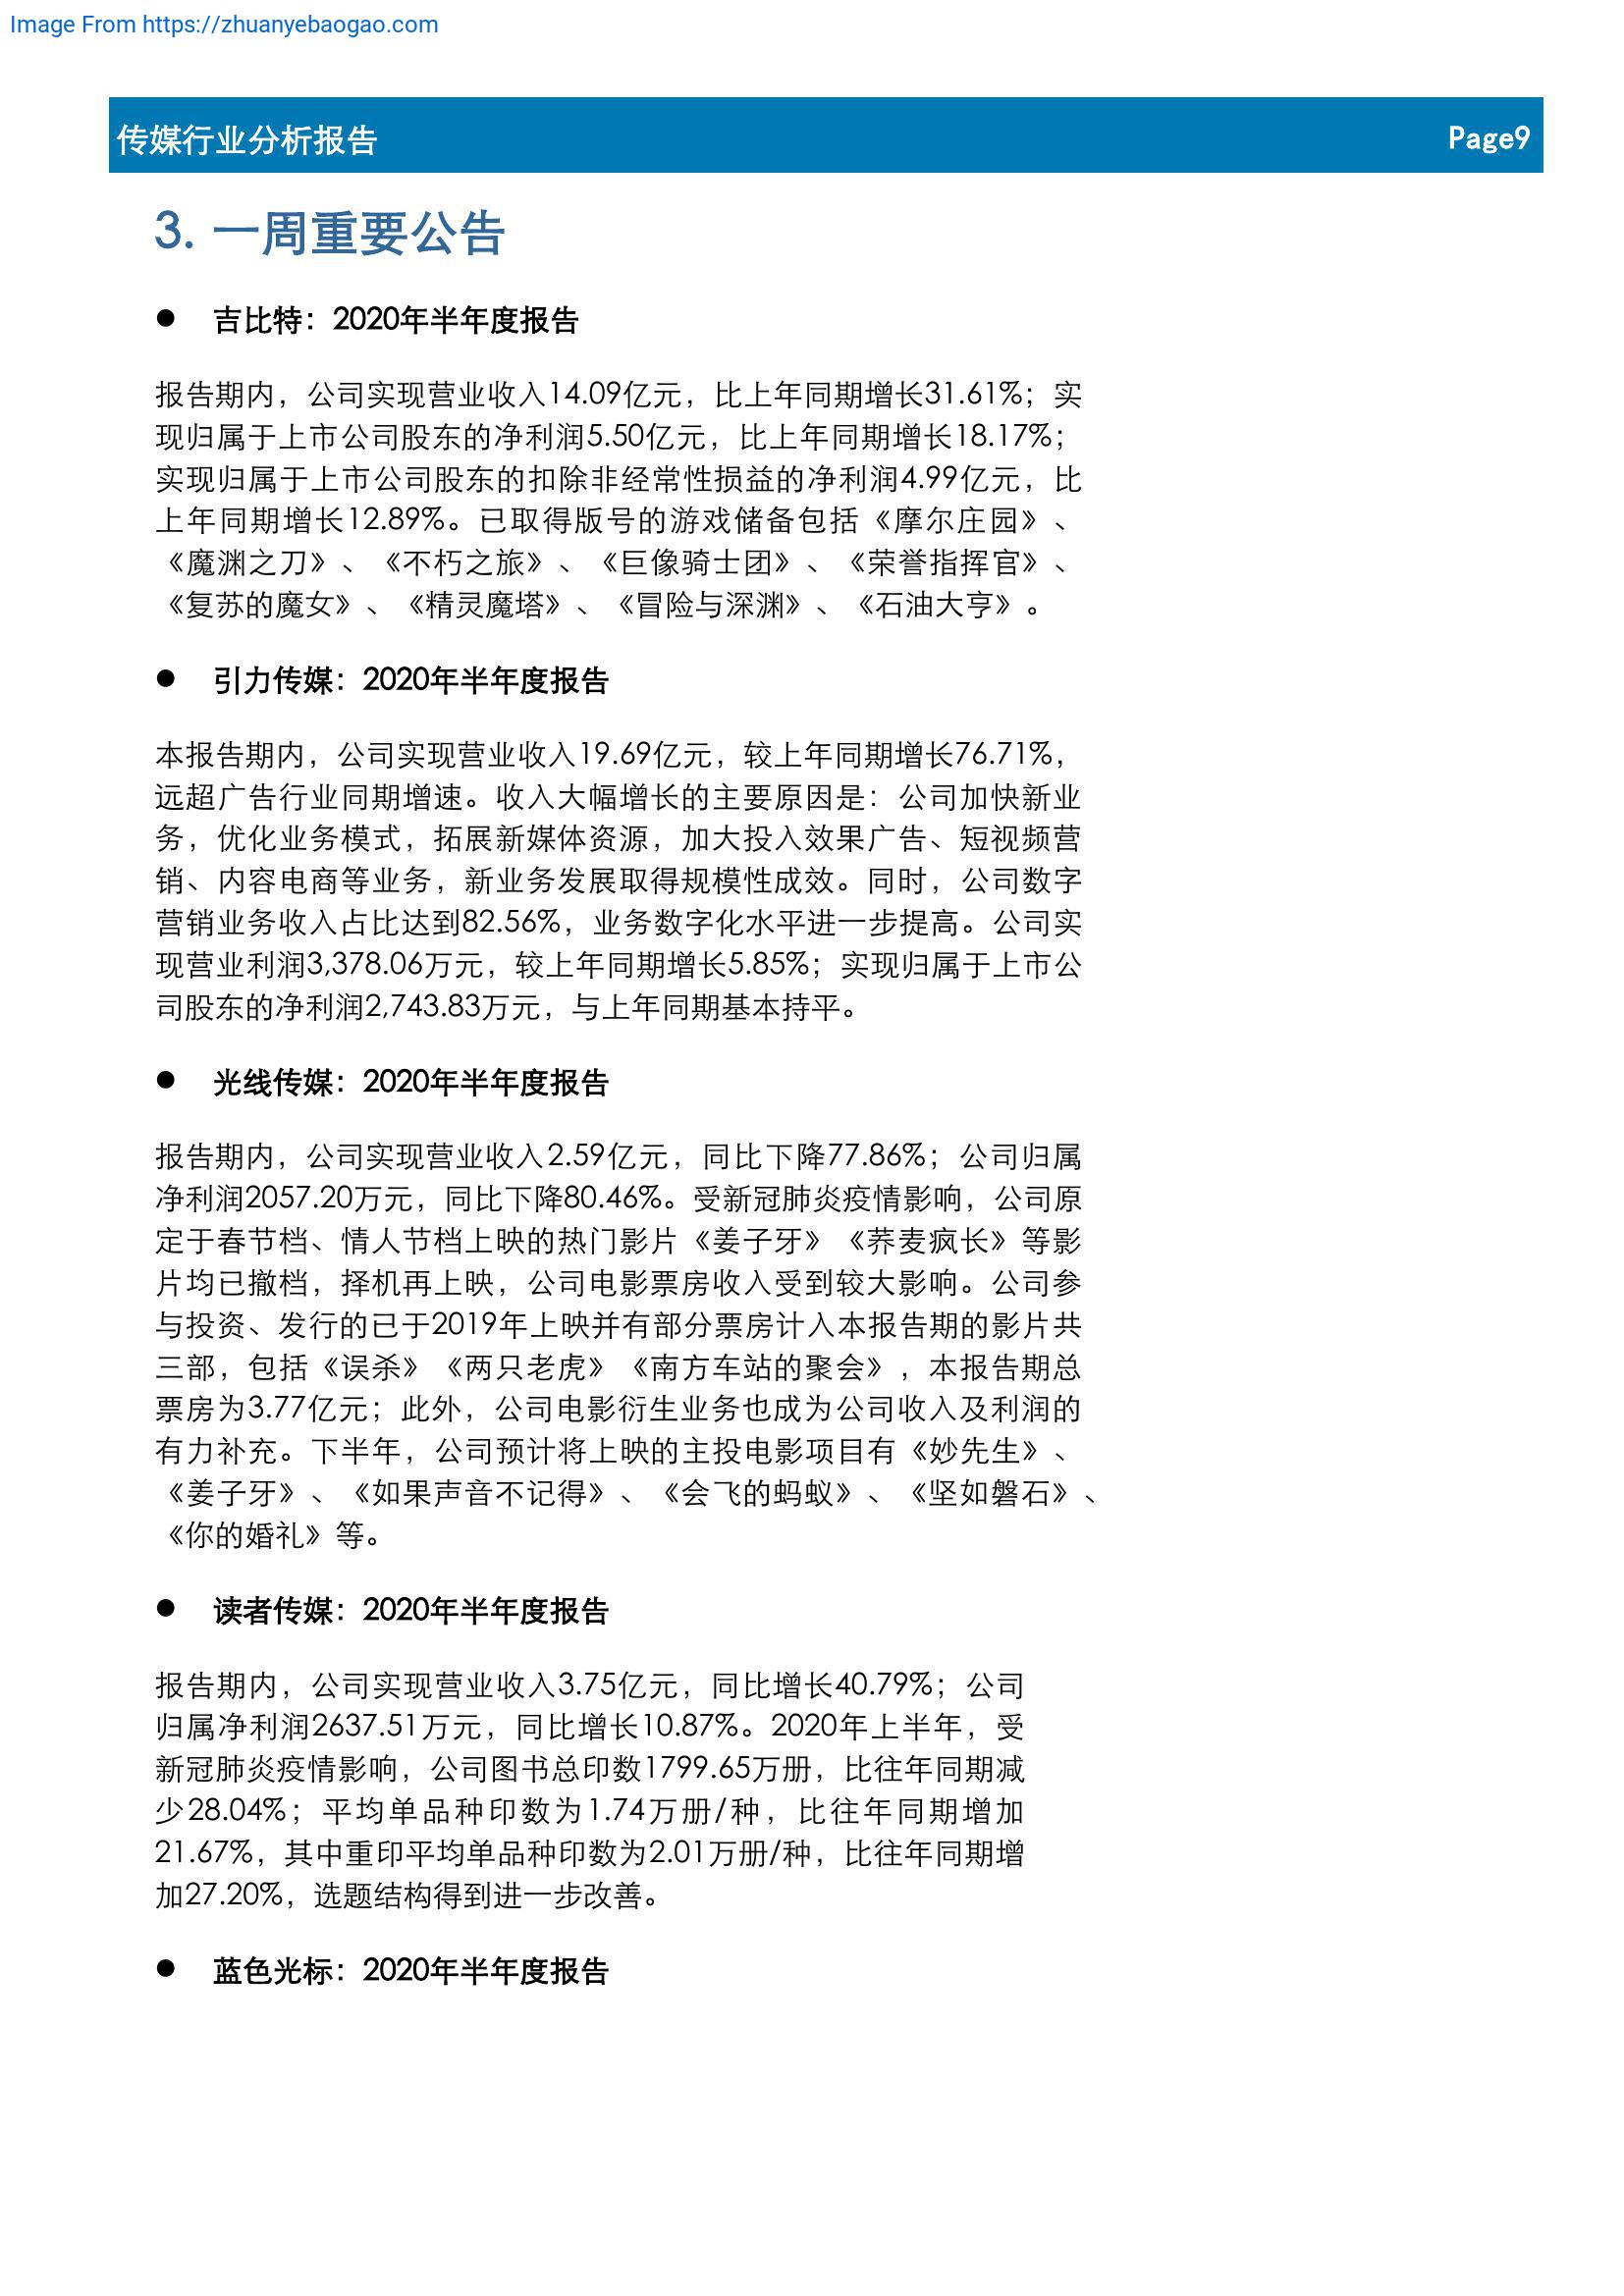 Image From https://zhuanyebaogao.com
传媒行业分析报告 Page9
3. 一周重要公告
● 吉比特：2020年半年度报告
报告期内，公司实现营业收入14.09亿元，比上年同期增长31.61%；实
现归属于上市公司股东的净利润5.50亿元，比上年同期增长18.17%；
实现归属于上市公司股东的扣除非经常性损益的净利润4.99亿元，比
上年同期增长12.89%。已取得版号的游戏储备包括《摩尔庄园》、
《魔渊之刀》、《不朽之旅》、《巨像骑士团》、《荣誉指挥官》、
《复苏的魔女》、《精灵魔塔》、《冒险与深渊》、《石油大亨》。
● 引力传媒：2020年半年度报告
本报告期内，公司实现营业收入19.69亿元，较上年同期增长76.71%，
远超广告行业同期增速。收入大幅增长的主要原因是：公司加快新业
务，优化业务模式，拓展新媒体资源，加大投入效果广告、短视频营
销、内容电商等业务，新业务发展取得规模性成效。同时，公司数字
营销业务收入占比达到82.56%，业务数字化水平进一步提高。公司实
现营业利润3,378.06万元，较上年同期增长5.85%；实现归属于上市公
司股东的净利润2,743.83万元，与上年同期基本持平。
● 光线传媒：2020年半年度报告
报告期内，公司实现营业收入2.59亿元，同比下降77.86%；公司归属
净利润2057.20万元，同比下降80.46%。受新冠肺炎疫情影响，公司原
定于春节档、情人节档上映的热门影片《姜子牙》《荞麦疯长》等影
片均已撤档，择机再上映，公司电影票房收入受到较大影响。公司参
与投资、发行的已于2019年上映并有部分票房计入本报告期的影片共
三部，包括《误杀》《两只老虎》《南方车站的聚会》，本报告期总
票房为3.77亿元；此外，公司电影衍生业务也成为公司收入及利润的
有力补充。下半年，公司预计将上映的主投电影项目有《妙先生》、
《姜子牙》、《如果声音不记得》、《会飞的蚂蚁》、《坚如磐石》、
《你的婚礼》等。
● 读者传媒：2020年半年度报告
报告期内，公司实现营业收入3.75亿元，同比增长40.79%；公司
归属净利润2637.51万元，同比增长10.87%。2020年上半年，受
新冠肺炎疫情影响，公司图书总印数1799.65万册，比往年同期减
少28.04%；平均单品种印数为1.74万册/种，比往年同期增加
21.67%，其中重印平均单品种印数为2.01万册/种，比往年同期增
加27.20%，选题结构得到进一步改善。
● 蓝色光标：2020年半年度报告